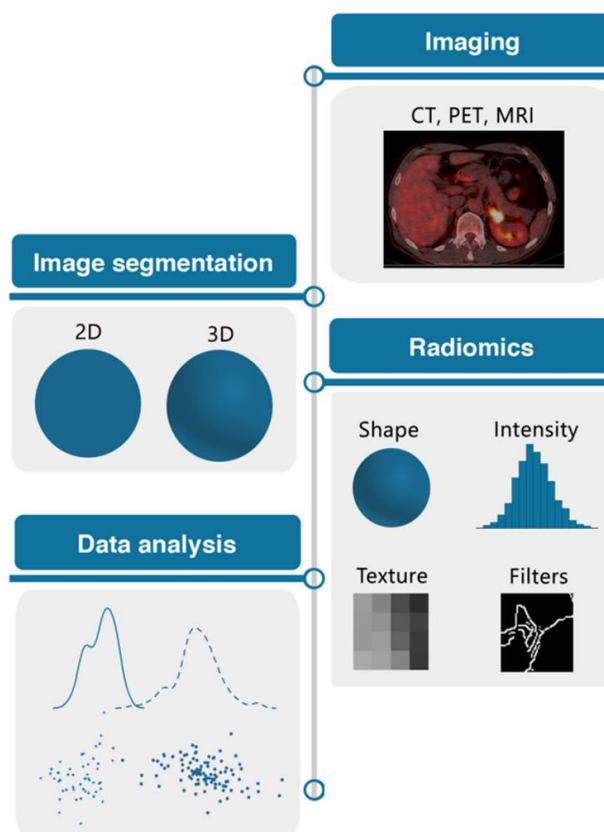 Imaging
CT, PET, MRI
Image segmentation
2D 3D
Radiomics
Shape Intensity
Texture Filters
Data analysis